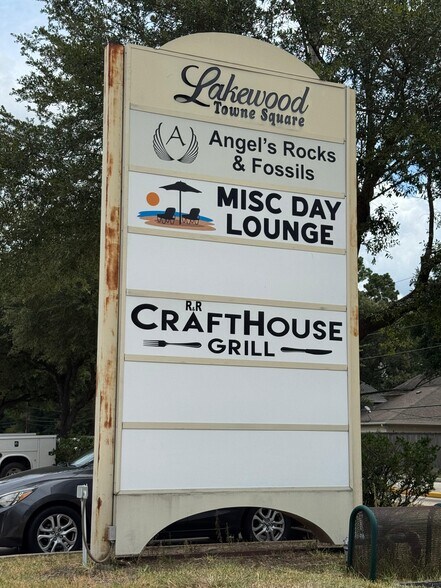 Lakewood
Towne Square
A
Angel's Rocks
& Fossils
MISC DAY
LOUNGE
R&R
CRAFTHOUSE
GRILL